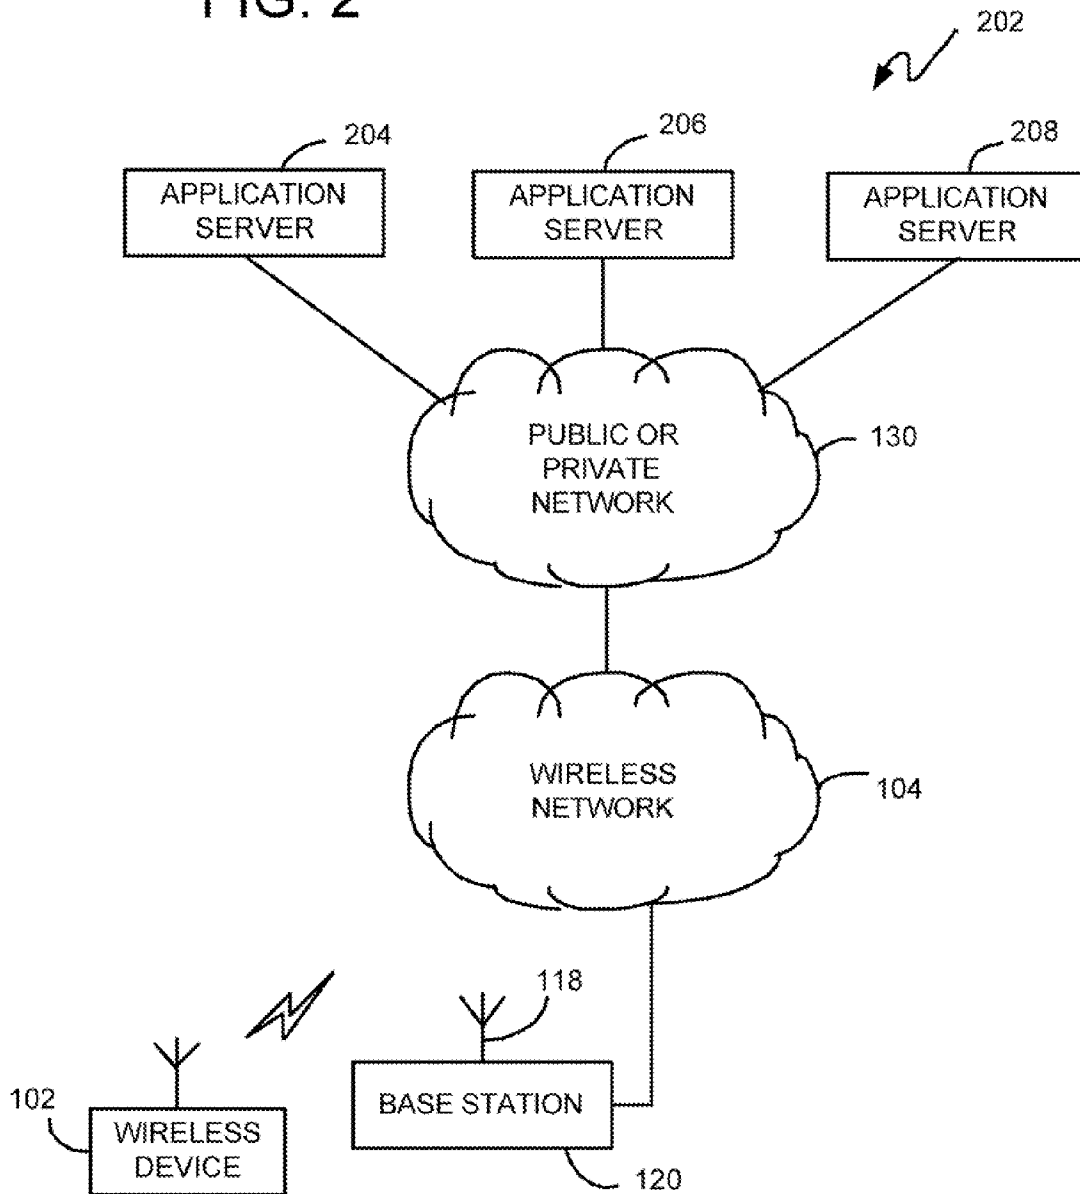 FIG. 2
202
204
206
208
APPLICATION
SERVER
APPLICATION
SERVER
APPLICATION
SERVER
PUBLIC OR
PRIVATE
NETWORK
130
WIRELESS
NETWORK
104
118
BASE STATION
102
WIRELESS
DEVICE
120